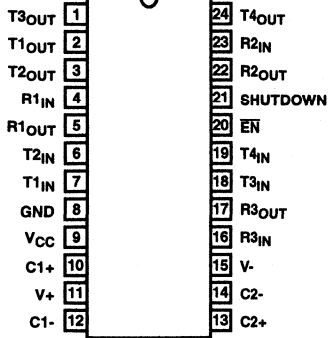 T3OUT 1 24 T4OUT
T1OUT 2 23 R2IN
T2OUT 3 22 R2OUT
R1IN 4 21 SHUTDOWN
R1OUT 5 20 EN
T2IN 6 19 T4IN
T1IN 7 18 T3IN
GND 8 17 R3OUT
VCC 9 16 R3IN
C1+ 10 15 V-
V+ 11 14 C2-
C1- 12 13 C2+